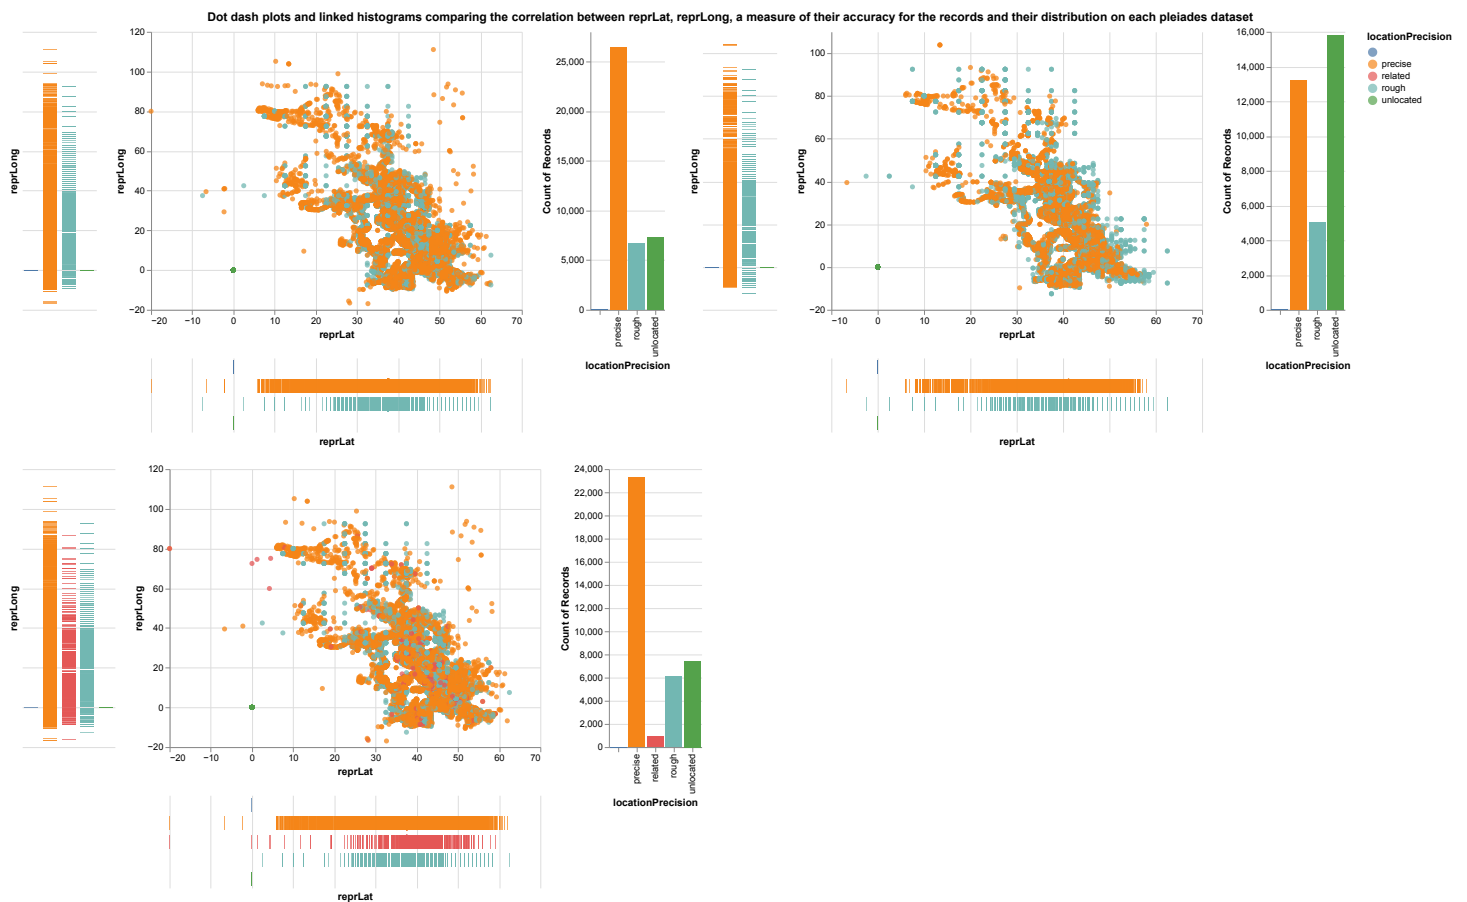 Dot dash plots and linked histograms comparing the correlation between reprLat, reprLong, a measure of their accuracy for the records and their distribution on each pleiades dataset
reprLong
reprLong
120
100
80
60
40
20
0
−20
−20
−10
0
10
20
30
40
50
60
70
reprLat
reprLat
Count of Records
25,000
20,000
15,000
10,000
5,000
0
precise
rough
unlocated
locationPrecision
reprLong
reprLong
100
80
60
40
20
0
−20
−10
0
10
20
30
40
50
60
70
reprLat
reprLat
Count of Records
16,000
14,000
12,000
10,000
8,000
6,000
4,000
2,000
0
precise
rough
unlocated
locationPrecision
locationPrecision
precise
related
rough
unlocated
reprLong
reprLong
120
100
80
60
40
20
0
−20
−20
−10
0
10
20
30
40
50
60
70
reprLat
reprLat
Count of Records
24,000
22,000
20,000
18,000
16,000
14,000
12,000
10,000
8,000
6,000
4,000
2,000
0
precise
related
rough
unlocated
locationPrecision